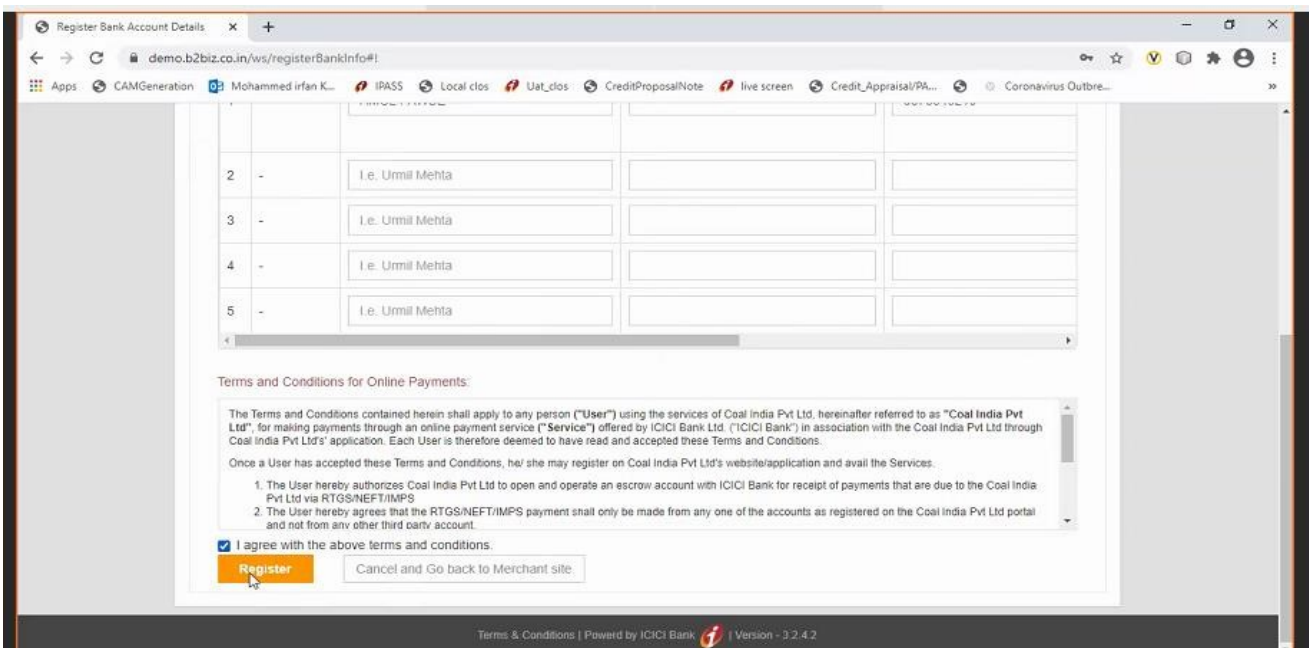 Register Bank Account Details
demo.b2biz.co.in/ws/registerBankInfo#!
Apps CAMGeneration Mohammed irfan K... IPASS Local clos Uat_clos CreditProposalNote live screen Credit_Appraisal/PA... Coronavirus Outbre...
2 - I.e. Urmil Mehta
3 - I.e. Urmil Mehta
4 - I.e. Urmil Mehta
5 - I.e. Urmil Mehta
Terms and Conditions for Online Payments:
The Terms and Conditions contained herein shall apply to any person ("User") using the services of Coal India Pvt Ltd, hereinafter referred to as "Coal India Pvt
Ltd", for making payments through an online payment service ("Service") offered by ICICI Bank Ltd. ("ICICI Bank") in association with the Coal India Pvt Ltd through
Coal India Pvt Ltd's' application. Each User is therefore deemed to have read and accepted these Terms and Conditions.
Once a User has accepted these Terms and Conditions, he/ she may register on Coal India Pvt Ltd's website/application and avail the Services.
1. The User hereby authorizes Coal India Pvt Ltd to open and operate an escrow account with ICICI Bank for receipt of payments that are due to the Coal India
Pvt Ltd via RTGS/NEFT/IMPS
2. The User hereby agrees that the RTGS/NEFT/IMPS payment shall only be made from any one of the accounts as registered on the Coal India Pvt Ltd portal
and not from any other third party account.
I agree with the above terms and conditions.
Register Cancel and Go back to Merchant site
Terms & Conditions | Powerd by ICICI Bank | Version - 3.2.4.2